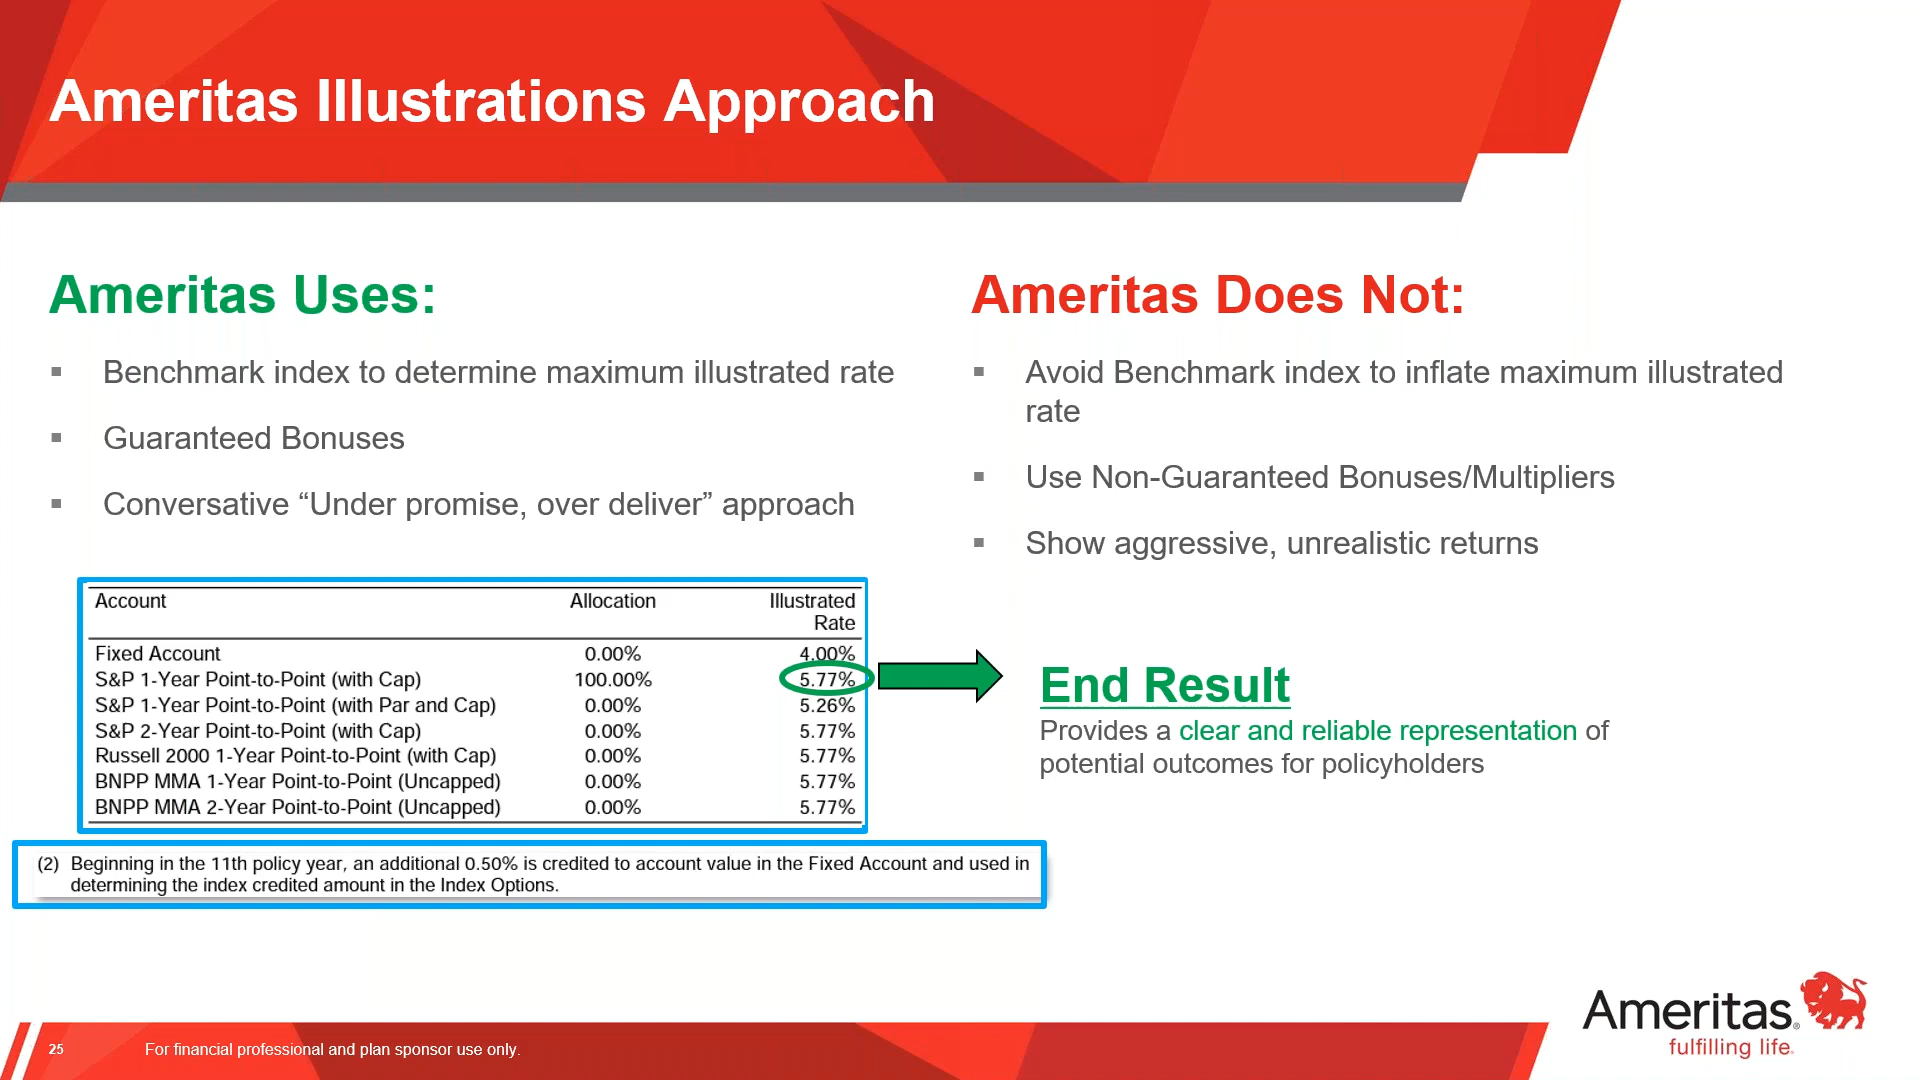 Ameritas Illustrations Approach
Ameritas Uses:
▪ Benchmark index to determine maximum illustrated rate
▪ Guaranteed Bonuses
▪ Conversative “Under promise, over deliver” approach
Ameritas Does Not:
▪ Avoid Benchmark index to inflate maximum illustrated
rate
▪ Use Non-Guaranteed Bonuses/Multipliers
▪ Show aggressive, unrealistic returns
Account Allocation Illustrated
Rate
Fixed Account 0.00% 4.00%
S&P 1-Year Point-to-Point (with Cap) 100.00% 5.77%
S&P 1-Year Point-to-Point (with Par and Cap) 0.00% 5.26%
S&P 2-Year Point-to-Point (with Cap) 0.00% 5.77%
Russell 2000 1-Year Point-to-Point (with Cap) 0.00% 5.77%
BNPP MMA 1-Year Point-to-Point (Uncapped) 0.00% 5.77%
BNPP MMA 2-Year Point-to-Point (Uncapped) 0.00% 5.77%
End Result
Provides a clear and reliable representation of
potential outcomes for policyholders
(2) Beginning in the 11th policy year, an additional 0.50% is credited to account value in the Fixed Account and used in
determining the index credited amount in the Index Options.
Ameritas®
fulfilling life.
25 For financial professional and plan sponsor use only.